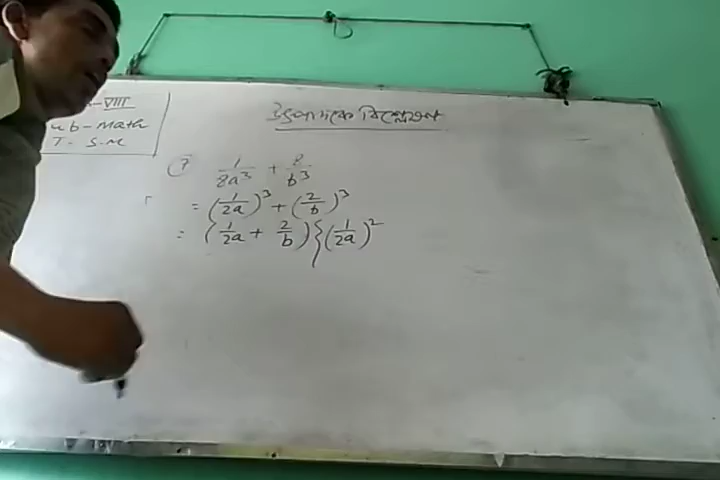 -VIII
ub-Math
T- S.M
উৎপাদকে বিশ্লেষণ
(7) 1/8a³ + 8/b³
= (1/2a)³ + (2/b)³
= (1/2a + 2/b) {(1/2a)²